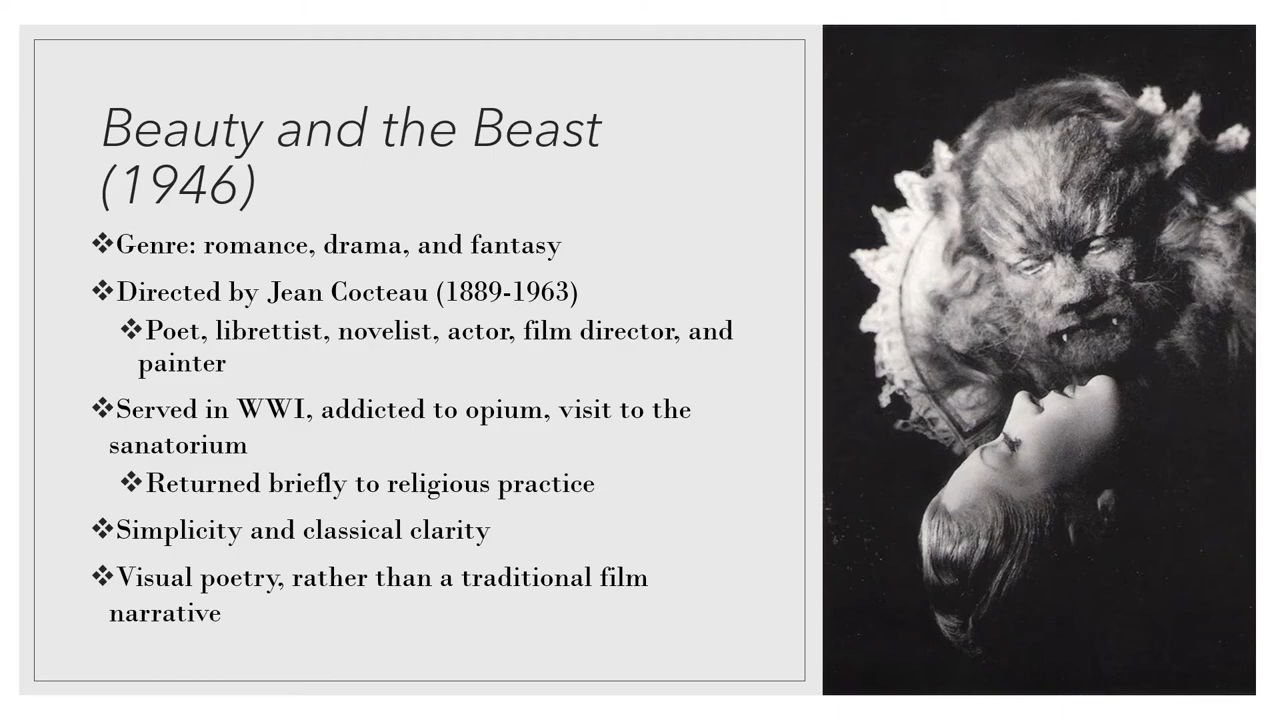 Beauty and the Beast
(1946)
❖Genre: romance, drama, and fantasy
❖Directed by Jean Cocteau (1889-1963)
❖Poet, librettist, novelist, actor, film director, and
painter
❖Served in WWI, addicted to opium, visit to the
sanatorium
❖Returned briefly to religious practice
❖Simplicity and classical clarity
❖Visual poetry, rather than a traditional film
narrative